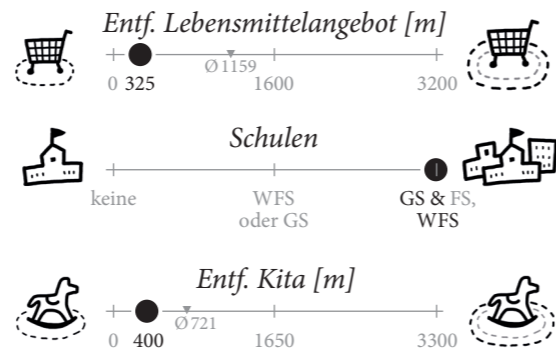 Entf. Lebensmittelangebot [m]
Ø 1159
0 325 1600 3200
Schulen
keine WFS GS & FS,
oder GS WFS
Entf. Kita [m]
Ø 721
0 400 1650 3300